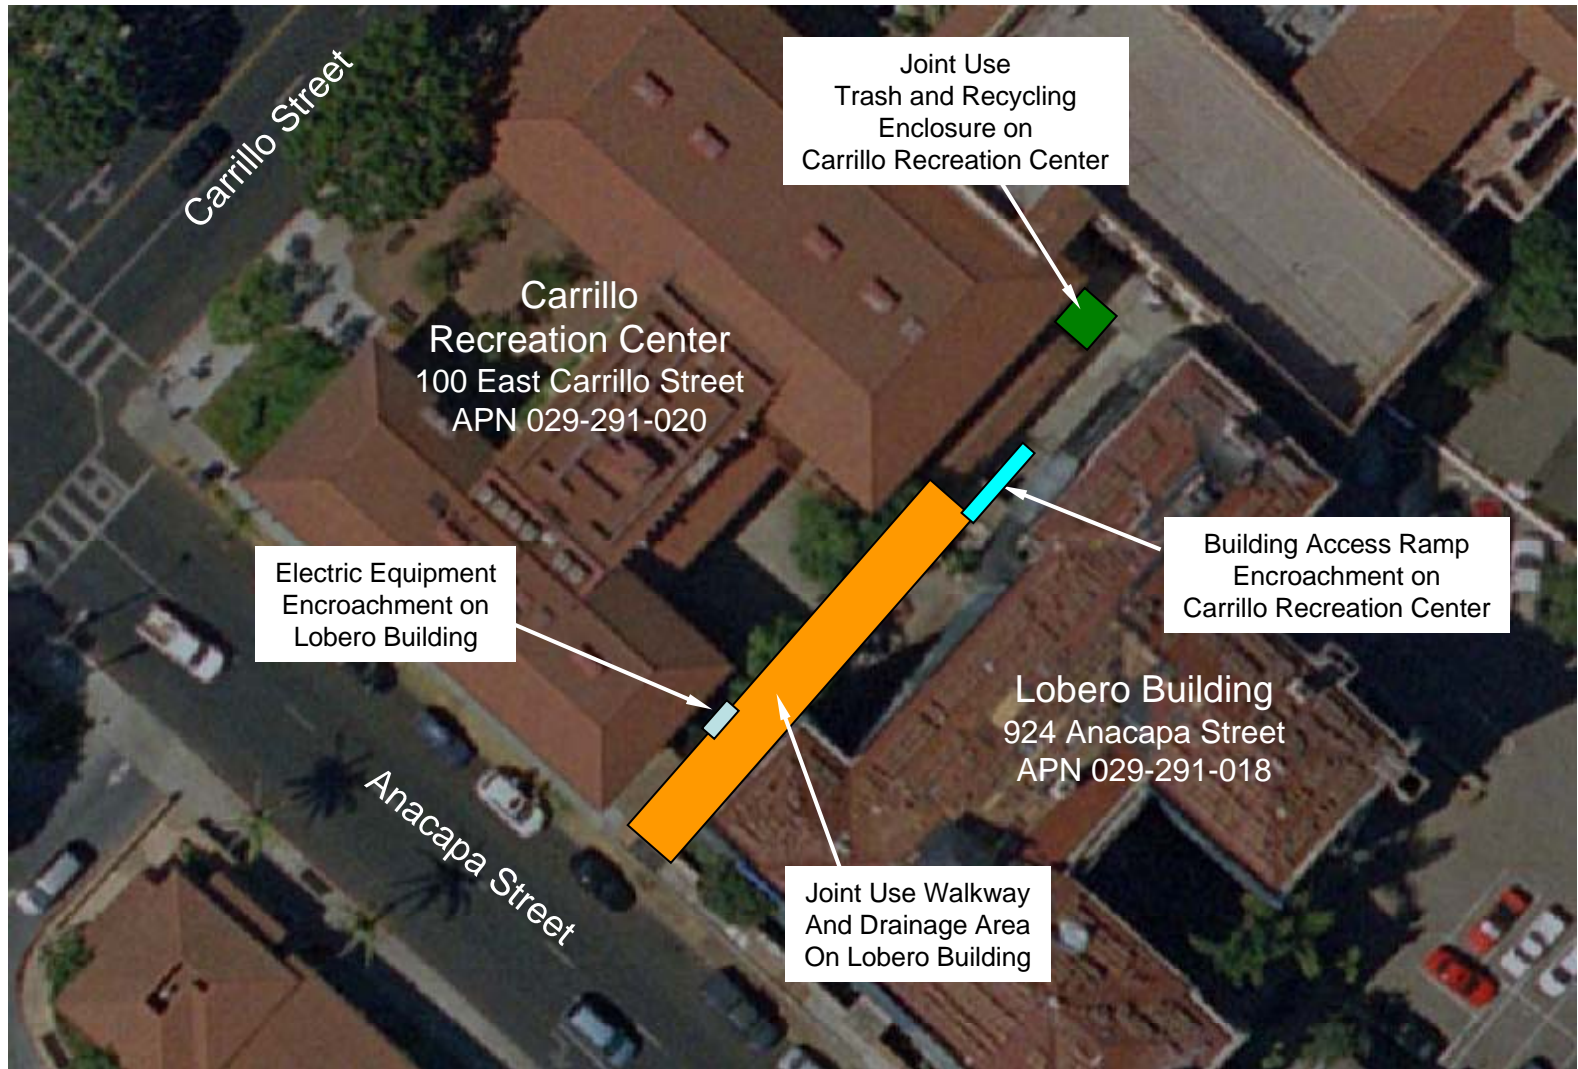 Carrillo Street
Joint Use
Trash and Recycling
Enclosure on
Carrillo Recreation Center
Carrillo
Recreation Center
100 East Carrillo Street
APN 029-291-020
Electric Equipment
Encroachment on
Lobero Building
Building Access Ramp
Encroachment on
Carrillo Recreation Center
Lobero Building
924 Anacapa Street
APN 029-291-018
Anacapa Street
Joint Use Walkway
And Drainage Area
On Lobero Building